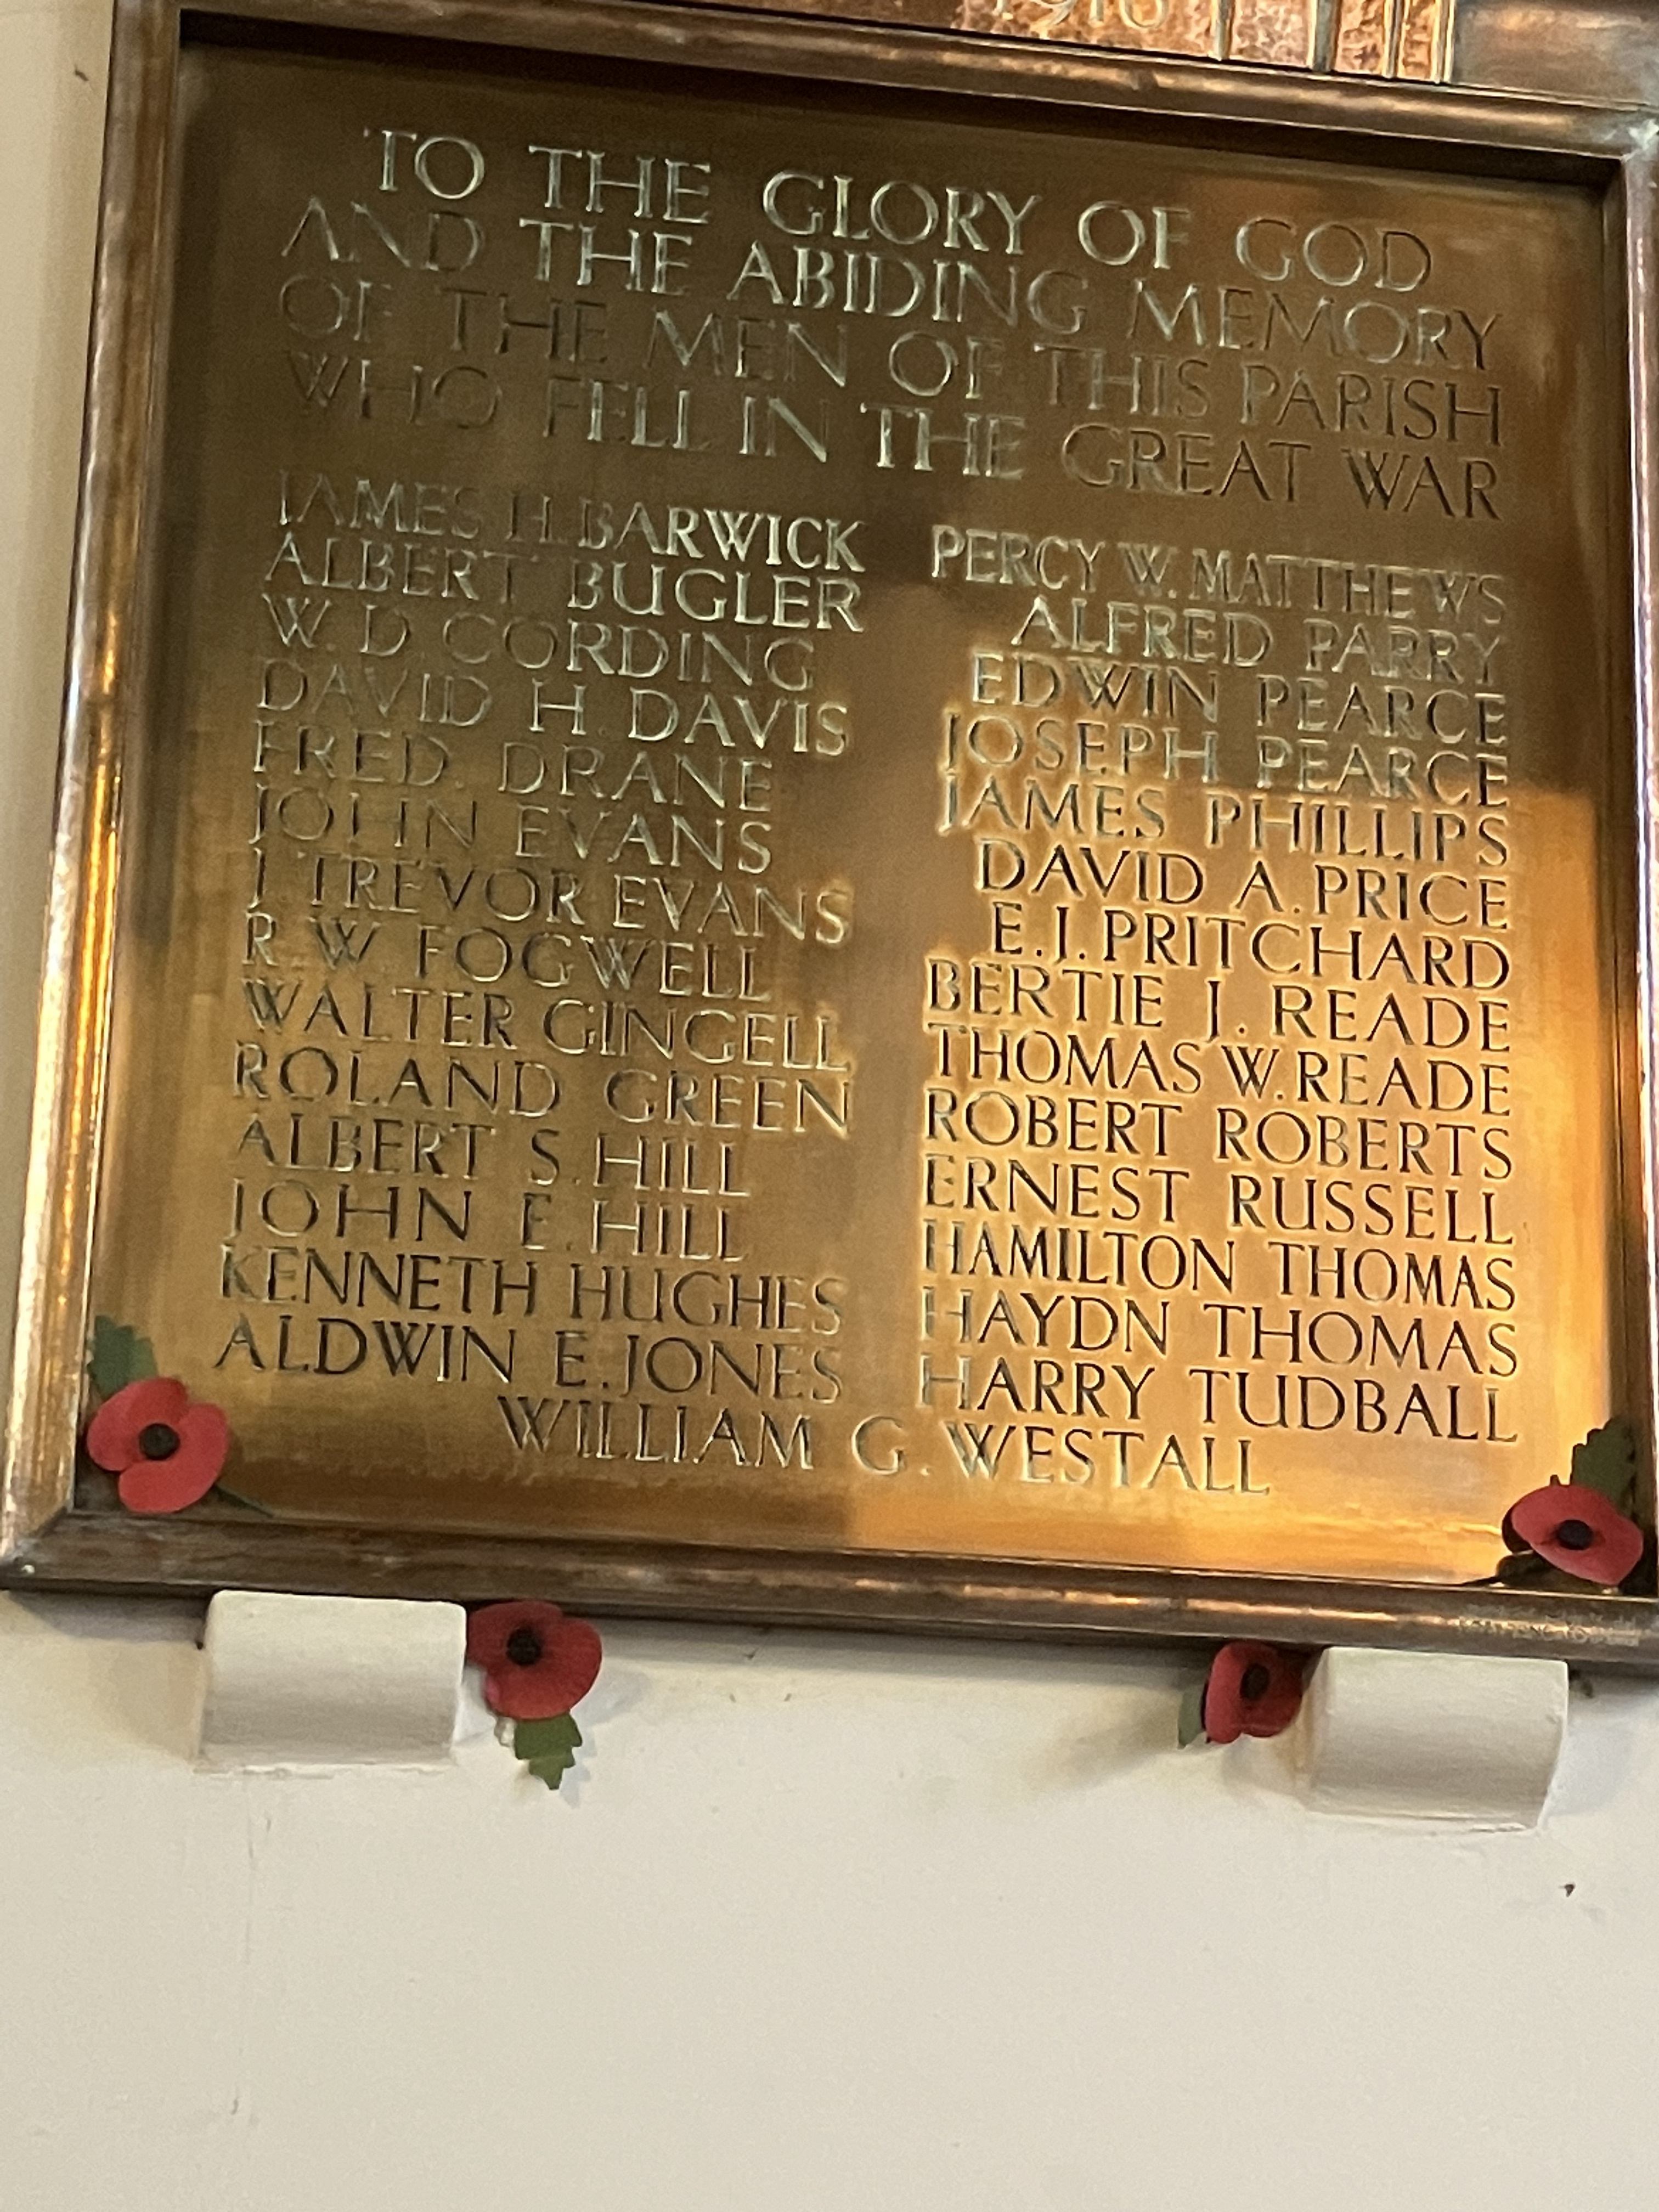 1916
TO THE GLORY OF GOD
AND THE ABIDING MEMORY
OF THE MEN OF THIS PARISH
WHO FELL IN THE GREAT WAR
JAMES H. BARWICK
ALBERT BUGLER
W. D. CORDING
DAVID H. DAVIS
FRED. DRANE
JOHN EVANS
J. TREVOR EVANS
R. W. FOGWELL
WALTER GINGELL
ROLAND GREEN
ALBERT S. HILL
JOHN E. HILL
KENNETH HUGHES
ALDWIN E. JONES
PERCY W. MATTHEWS
ALFRED PARRY
EDWIN PEARCE
JOSEPH PEARCE
JAMES PHILLIPS
DAVID A. PRICE
E. J. PRITCHARD
BERTIE J. READE
THOMAS W. READE
ROBERT ROBERTS
ERNEST RUSSELL
HAMILTON THOMAS
HAYDN THOMAS
HARRY TUDBALL
WILLIAM G. WESTALL